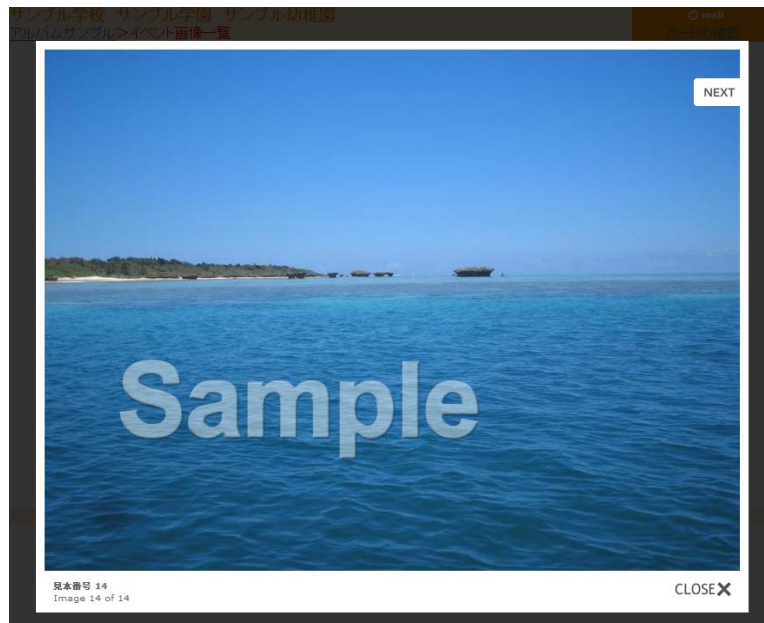 サンプル学校 サンプル学園 サンプル幼稚園
mail
アルバムサンプル>イベント画像一覧
NEXT
Sample
見本番号 14
Image 14 of 14
CLOSE